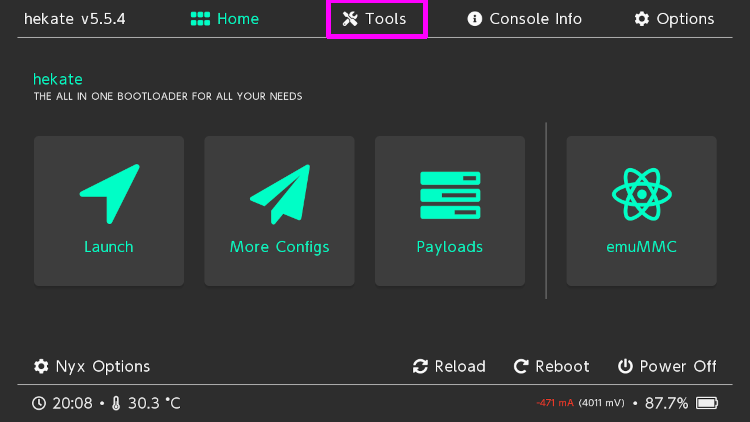 hekate v5.5.4 Home Tools Console Info Options
hekate
THE ALL IN ONE BOOTLOADER FOR ALL YOUR NEEDS
Launch More Configs Payloads emuMMC
Nyx Options Reload Reboot Power Off
20:08 • 30.3 °C -471 mA (4011 mV) • 87.7%